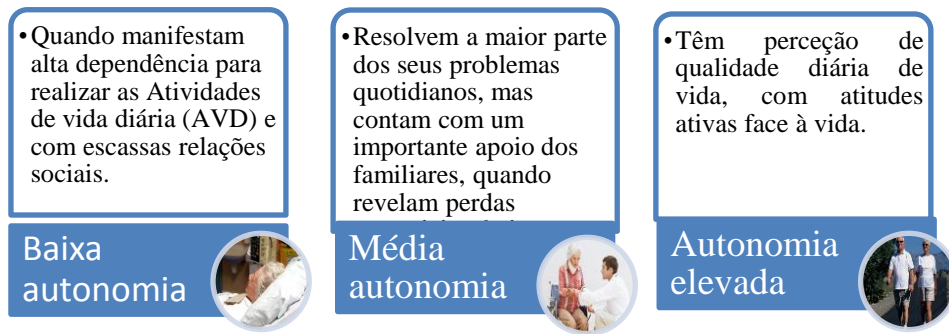 •Quando manifestam
alta dependência para
realizar as Atividades
de vida diária (AVD) e
com escassas relações
sociais.
Baixa
autonomia
•Resolvem a maior parte
dos seus problemas
quotidianos, mas
contam com um
importante apoio dos
familiares, quando
revelam perdas
Média
autonomia
•Têm perceção de
qualidade diária de
vida, com atitudes
ativas face à vida.
Autonomia
elevada